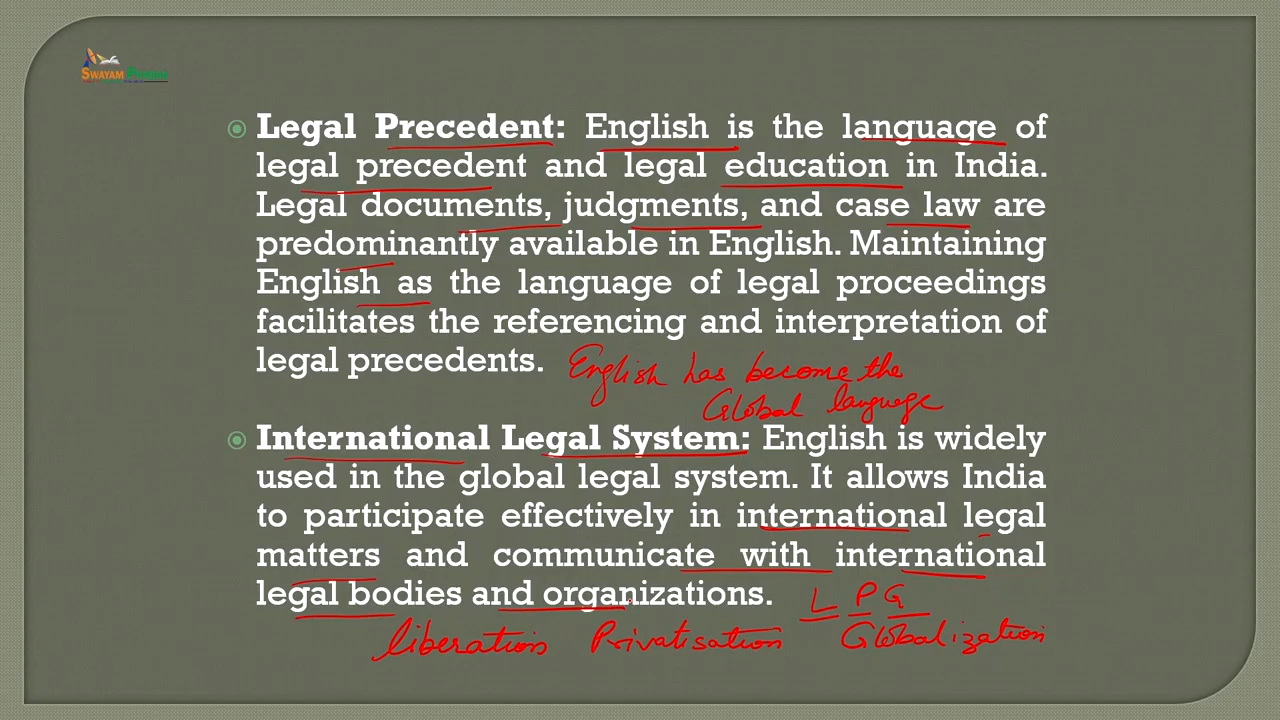 SWAYAM PRABHA
Legal Precedent: English is the language of
legal precedent and legal education in India.
Legal documents, judgments, and case law are
predominantly available in English. Maintaining
English as the language of legal proceedings
facilitates the referencing and interpretation of
legal precedents.
English has become the
Global language
International Legal System: English is widely
used in the global legal system. It allows India
to participate effectively in international legal
matters and communicate with international
legal bodies and organizations.
L P G
liberation Privatisation Globalization